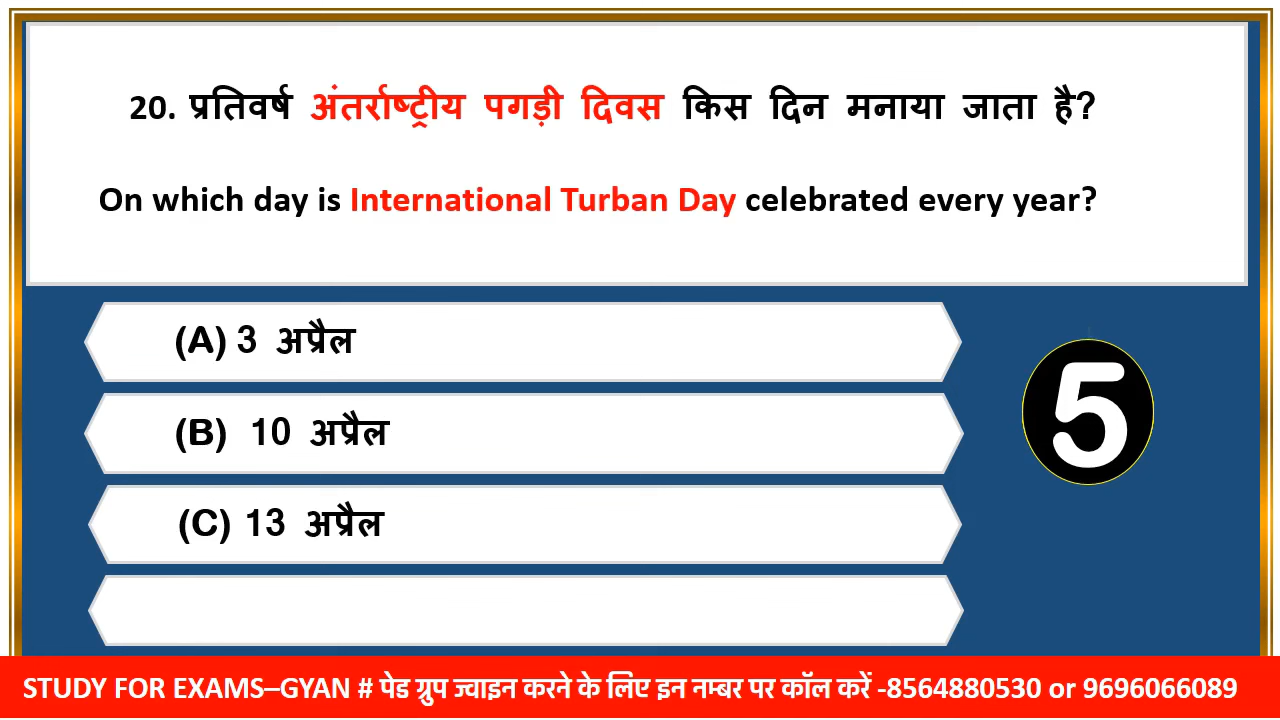 20. प्रतिवर्ष अंतर्राष्ट्रीय पगड़ी दिवस किस दिन मनाया जाता है?
On which day is International Turban Day celebrated every year?
(A) 3 अप्रैल
(B) 10 अप्रैल
(C) 13 अप्रैल
5
STUDY FOR EXAMS–GYAN # पेड ग्रुप ज्वाइन करने के लिए इन नम्बर पर कॉल करें -8564880530 or 9696066089